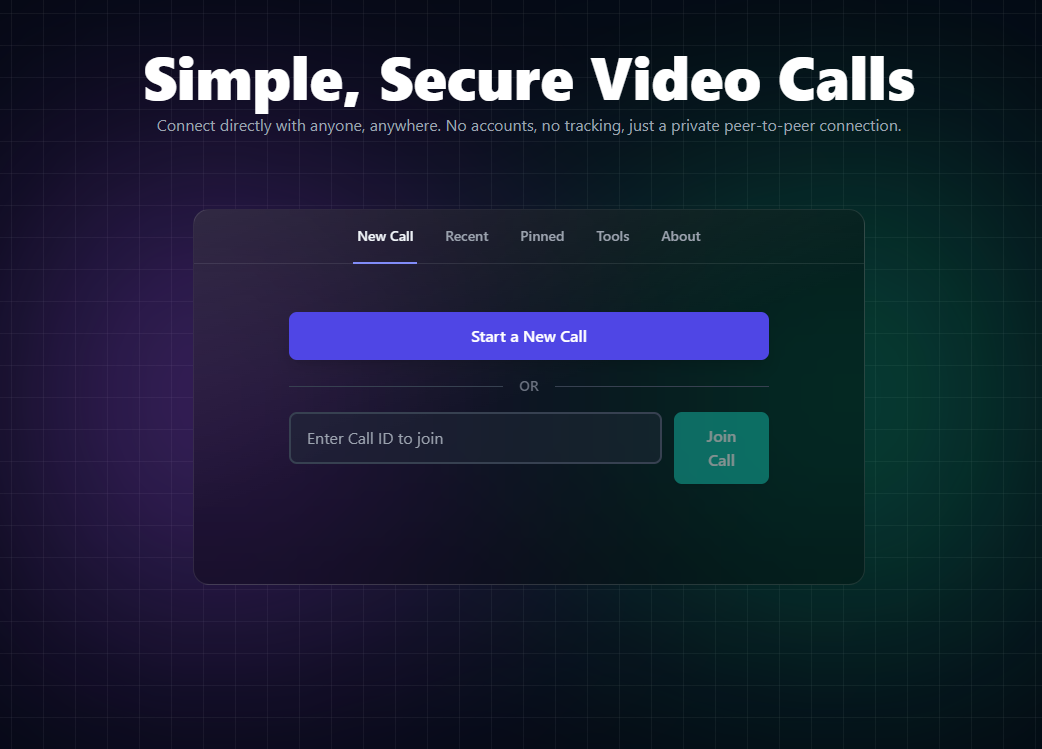 Simple, Secure Video Calls
Connect directly with anyone, anywhere. No accounts, no tracking, just a private peer-to-peer connection.
New Call Recent Pinned Tools About
Start a New Call
OR
Enter Call ID to join
Join
Call